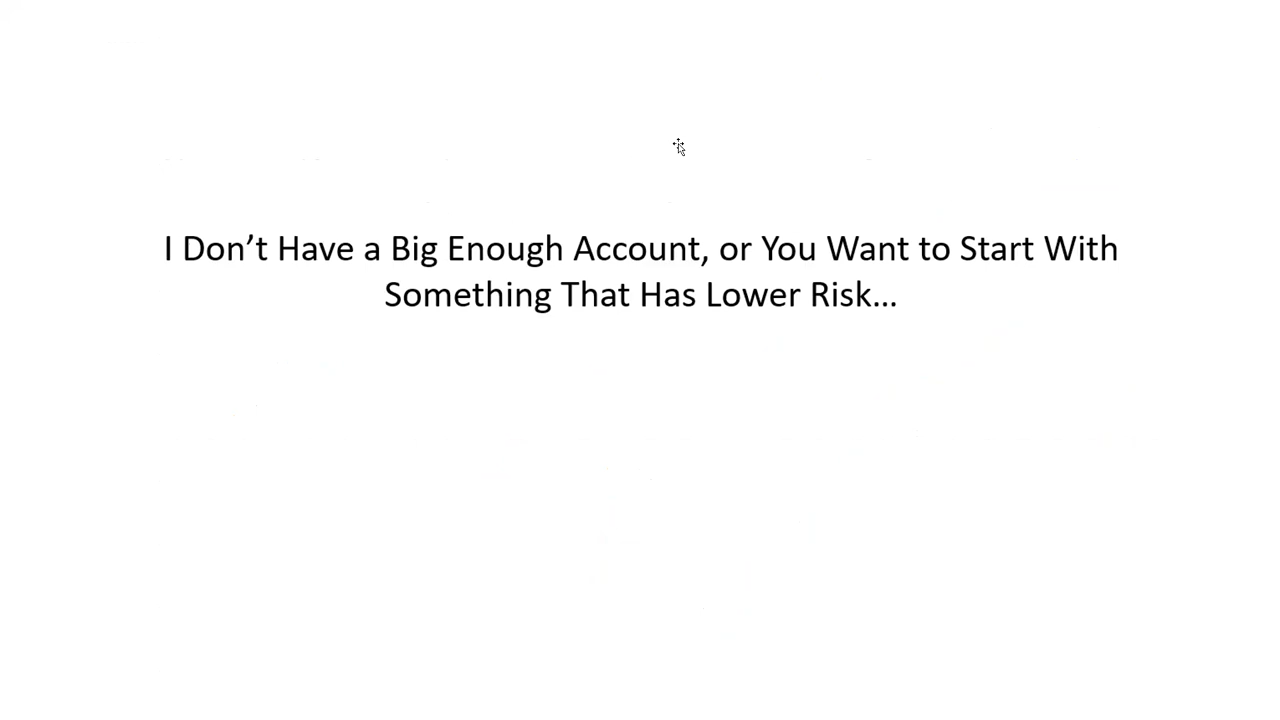 I Don’t Have a Big Enough Account, or You Want to Start With
Something That Has Lower Risk…